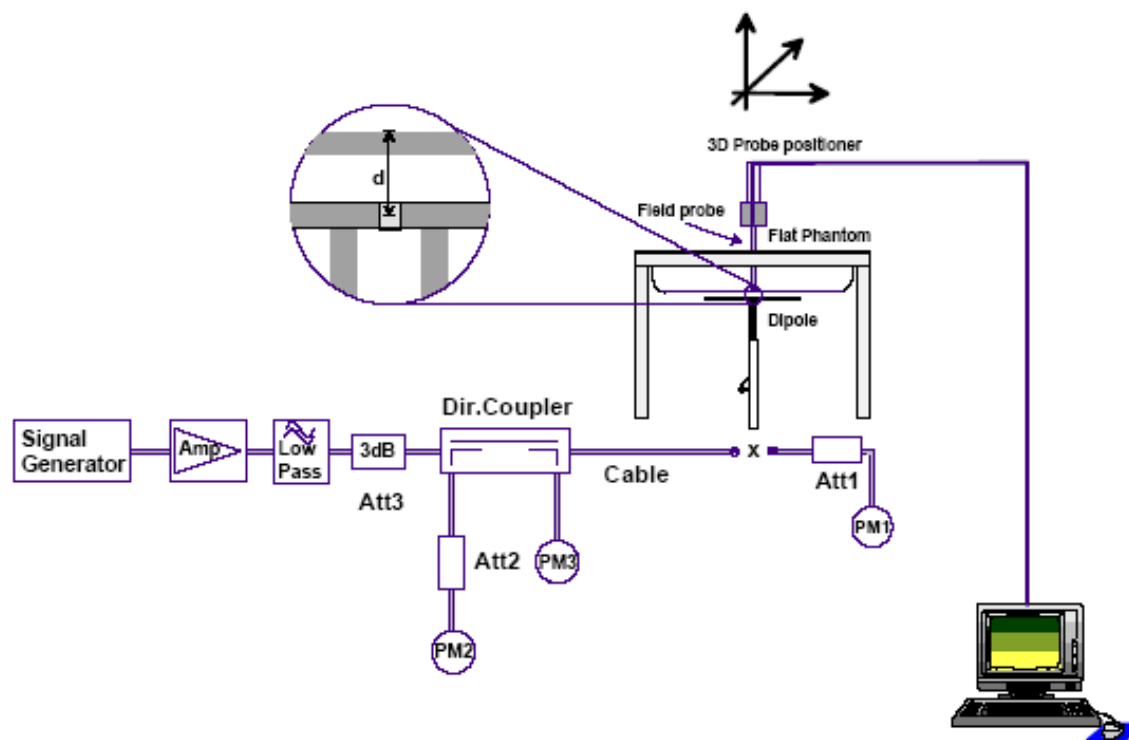 3D Probe positioner
d
Field probe
Flat Phantom
Dipole
Dir.Coupler
Signal
Generator
Amp
Low
Pass
3dB
Att3
Cable
x
Att1
PM1
Att2
PM3
PM2